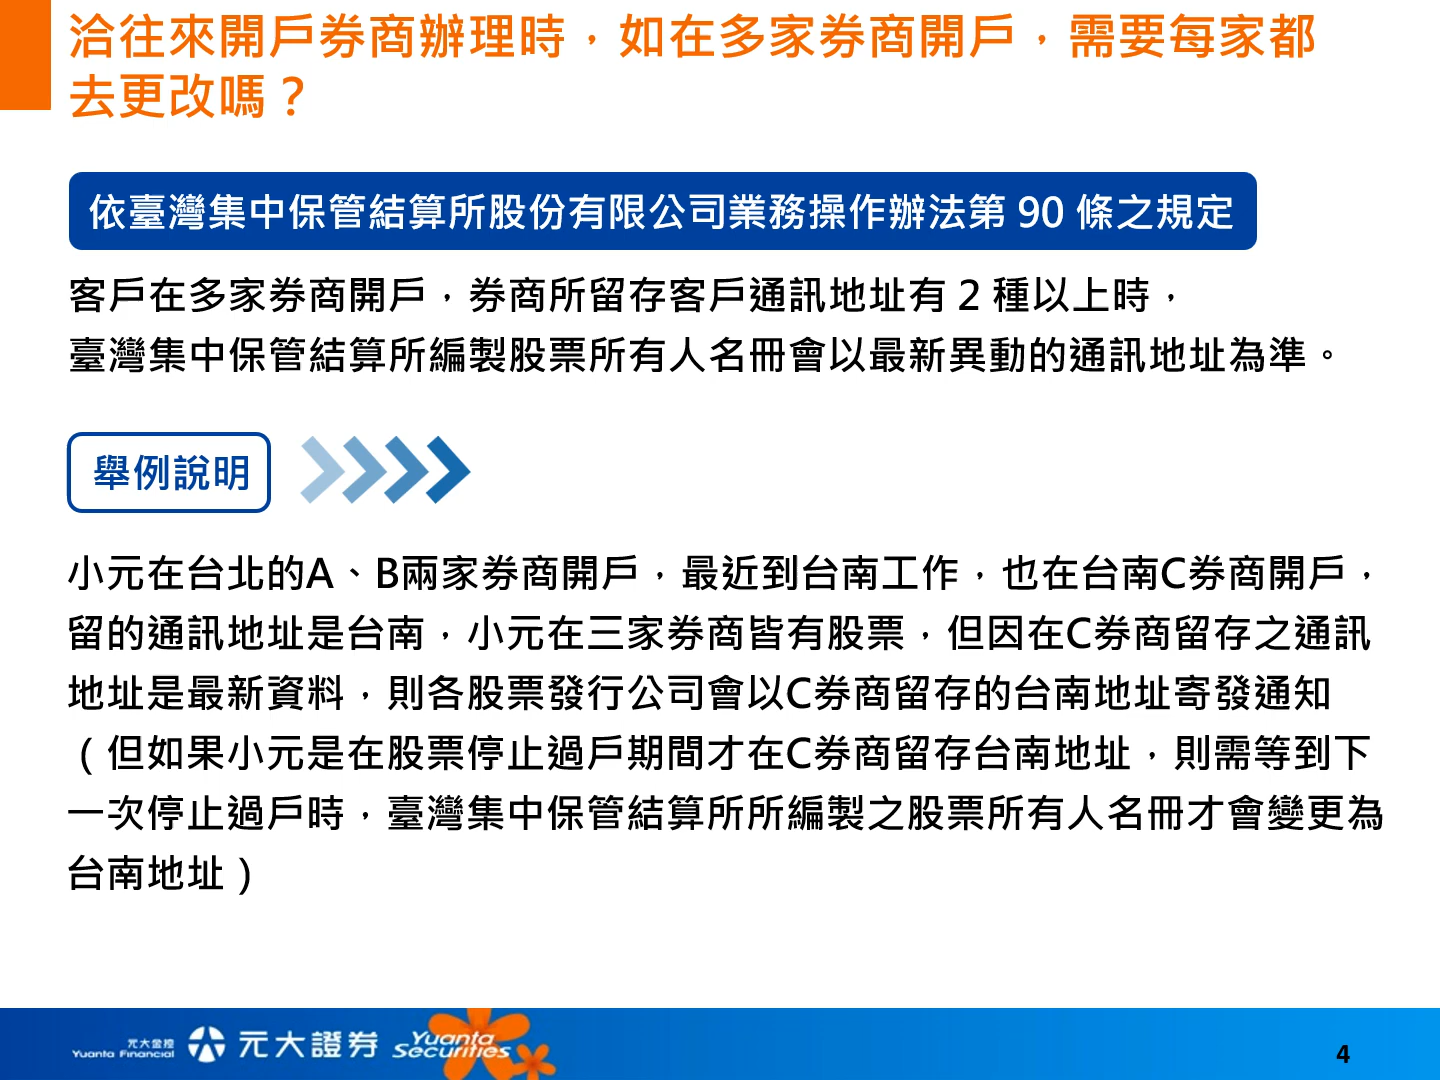 洽往來開戶券商辦理時，如在多家券商開戶，需要每家都
去更改嗎？
依臺灣集中保管結算所股份有限公司業務操作辦法第 90 條之規定
客戶在多家券商開戶，券商所留存客戶通訊地址有 2 種以上時，
臺灣集中保管結算所編製股票所有人名冊會以最新異動的通訊地址為準。
舉例說明
小元在台北的A、B兩家券商開戶，最近到台南工作，也在台南C券商開戶，
留的通訊地址是台南，小元在三家券商皆有股票，但因在C券商留存之通訊
地址是最新資料，則各股票發行公司會以C券商留存的台南地址寄發通知
（但如果小元是在股票停止過戶期間才在C券商留存台南地址，則需等到下
一次停止過戶時，臺灣集中保管結算所所編製之股票所有人名冊才會變更為
台南地址）
元大金控
Yuanta Financial
元大證券
Yuanta
Securities
4